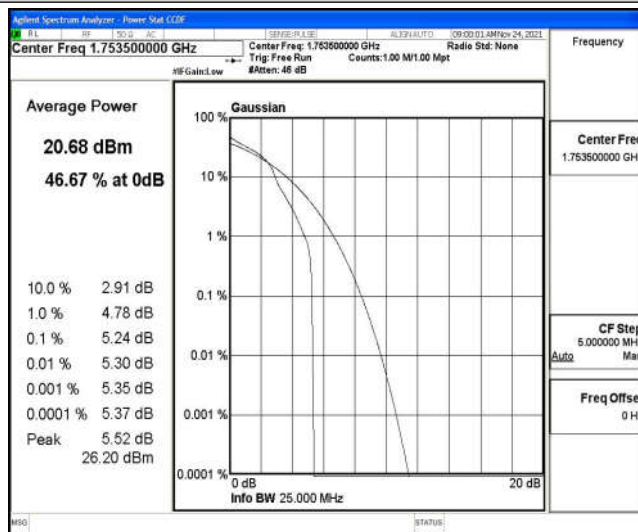 Agilent Spectrum Analyzer - Power Stat CCDF
RL RF 50 Ω AC SENSE:PULSE ALIGN AUTO 09:00:01 AM Nov 24, 2021
Center Freq 1.753500000 GHz
Center Freq: 1.753500000 GHz Radio Std: None
Trig: Free Run Counts:1.00 M/1.00 Mpt
#IFGain:Low #Atten: 46 dB
Frequency
Average Power
20.68 dBm
46.67 % at 0dB
10.0 % 2.91 dB
1.0 % 4.78 dB
0.1 % 5.24 dB
0.01 % 5.30 dB
0.001 % 5.35 dB
0.0001 % 5.37 dB
Peak 5.52 dB
26.20 dBm
Gaussian
100 %
10 %
1 %
0.1 %
0.01 %
0.001 %
0.0001 %
0 dB 20 dB
Info BW 25.000 MHz
Center Freq
1.753500000 GH
CF Step
5.000000 MH
Auto Ma
Freq Offse
0 H
MSG STATUS